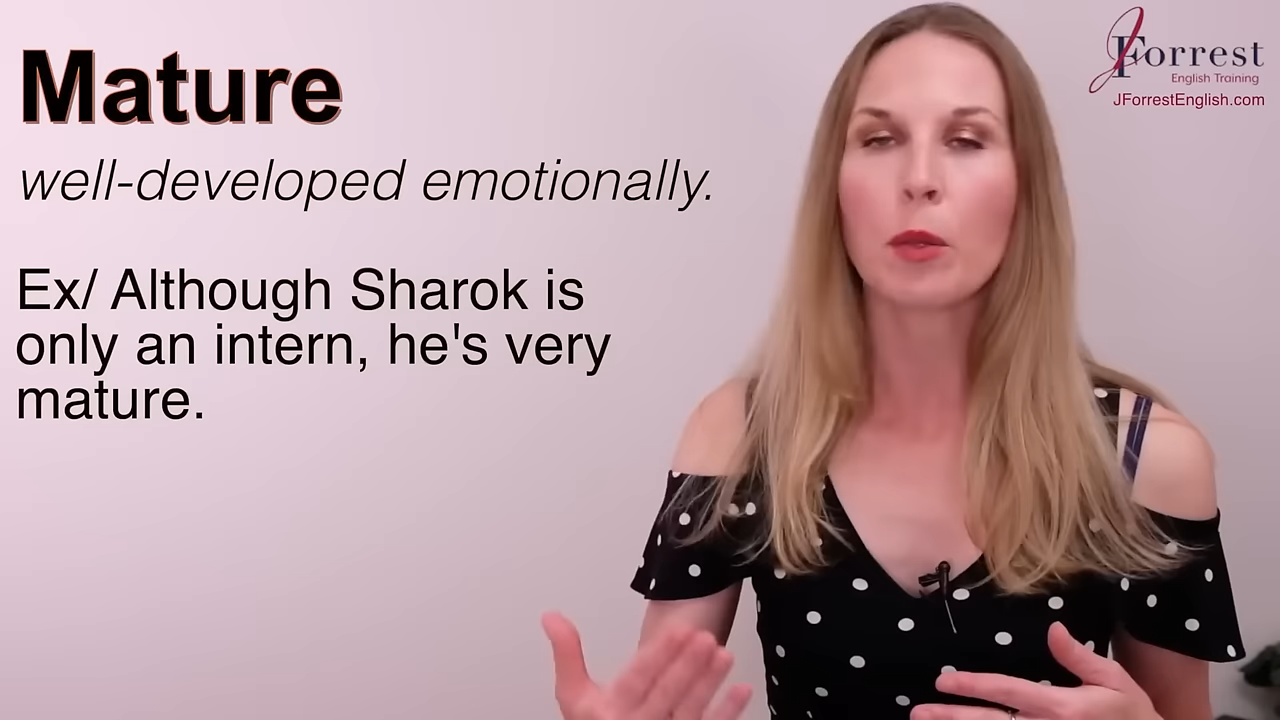 Mature
well-developed emotionally.
Ex/ Although Sharok is
only an intern, he's very
mature.
JForrest
English Training
JForrestEnglish.com